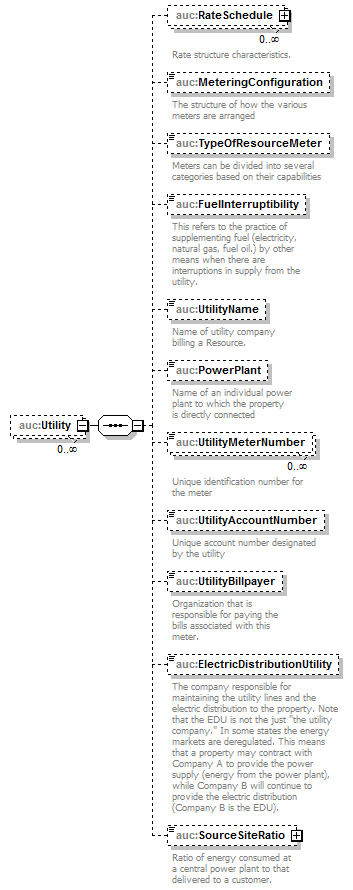 auc:RateSchedule
0..∞
Rate structure characteristics.
auc:MeteringConfiguration
The structure of how the various
meters are arranged
auc:TypeOfResourceMeter
Meters can be divided into several
categories based on their capabilities
auc:FuelInterruptibility
This refers to the practice of
supplementing fuel (electricity,
natural gas, fuel oil.) by other
means when there are
interruptions in supply from the
utility.
auc:UtilityName
Name of utility company
billing a Resource.
auc:PowerPlant
Name of an individual power
plant to which the property
is directly connected
auc:Utility
0..∞
auc:UtilityMeterNumber
0..∞
Unique identification number for
the meter
auc:UtilityAccountNumber
Unique account number designated
by the utility
auc:UtilityBillpayer
Organization that is
responsible for paying the
bills associated with this
meter.
auc:ElectricDistributionUtility
The company responsible for
maintaining the utility lines and the
electric distribution to the property. Note
that the EDU is not the just "the utility
company." In some states the energy
markets are deregulated. This means
that a property may contract with
Company A to provide the power
supply (energy from the power plant),
while Company B will continue to
provide the electric distribution
(Company B is the EDU).
auc:SourceSiteRatio
Ratio of energy consumed at
a central power plant to that
delivered to a customer.